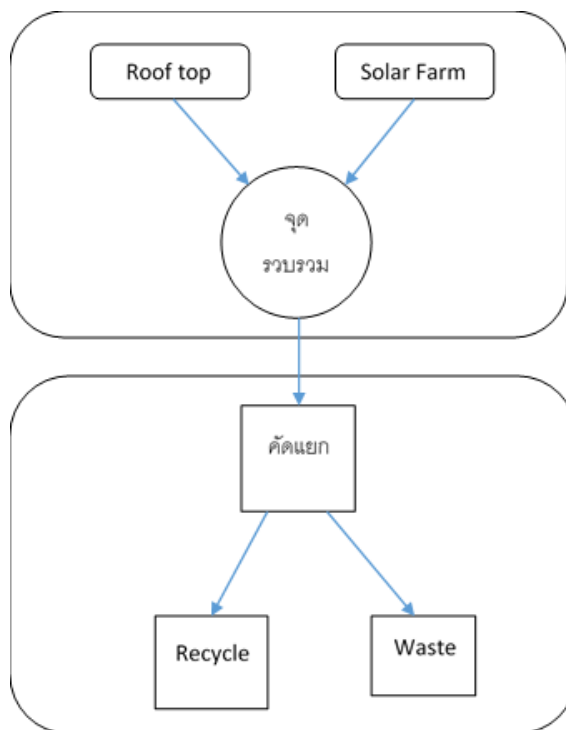 Roof top
Solar Farm
จุด
รวบรวม
คัดแยก
Recycle
Waste